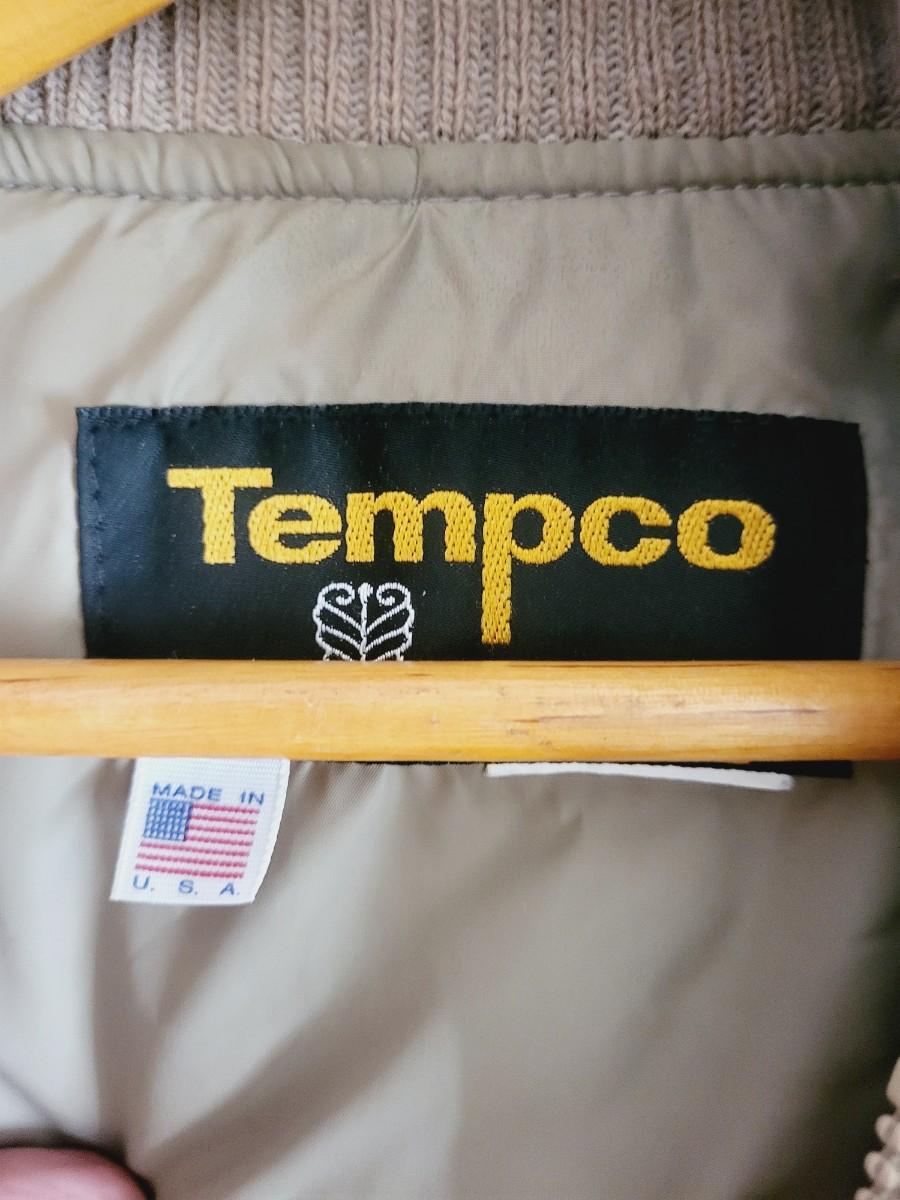 Tempco
MADE IN
U. S. A.